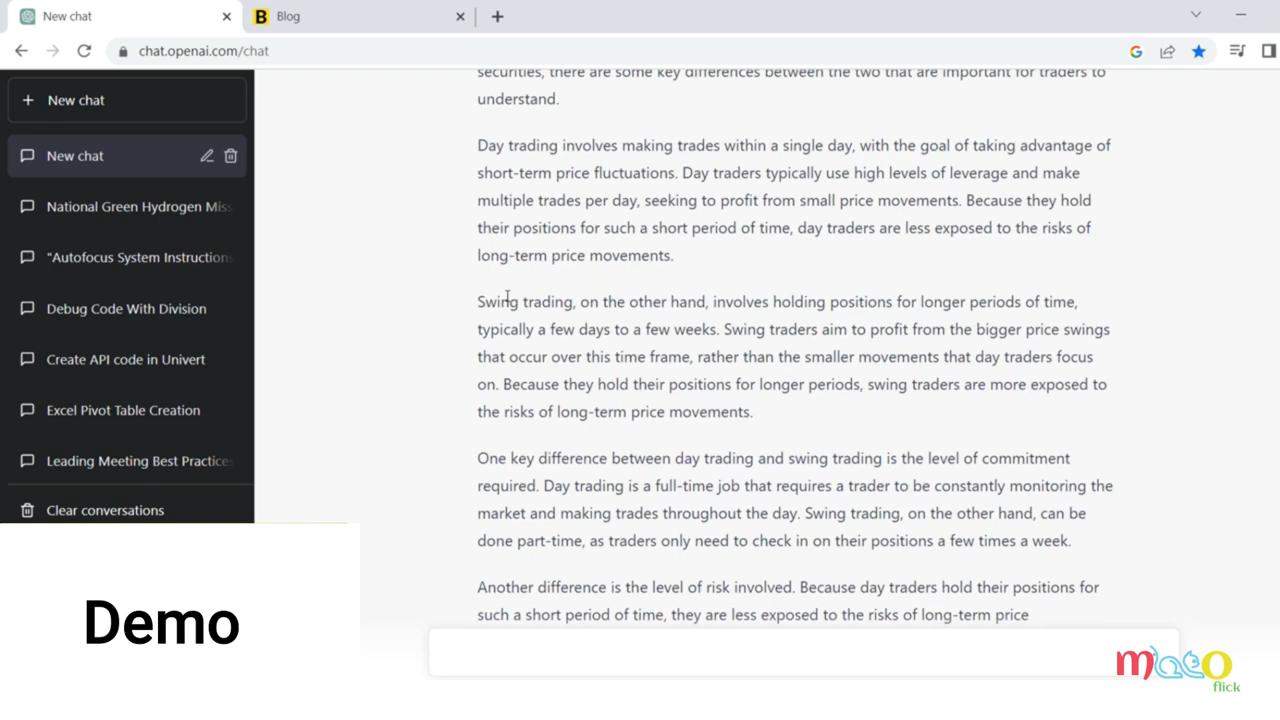 New chat
Blog
chat.openai.com/chat
New chat
New chat
National Green Hydrogen Mis
"Autofocus System Instruction
Debug Code With Division
Create API code in Univert
Excel Pivot Table Creation
Leading Meeting Best Practice
Clear conversations
securities, there are some key differences between the two that are important for traders to
understand.
Day trading involves making trades within a single day, with the goal of taking advantage of
short-term price fluctuations. Day traders typically use high levels of leverage and make
multiple trades per day, seeking to profit from small price movements. Because they hold
their positions for such a short period of time, day traders are less exposed to the risks of
long-term price movements.
Swing trading, on the other hand, involves holding positions for longer periods of time,
typically a few days to a few weeks. Swing traders aim to profit from the bigger price swings
that occur over this time frame, rather than the smaller movements that day traders focus
on. Because they hold their positions for longer periods, swing traders are more exposed to
the risks of long-term price movements.
One key difference between day trading and swing trading is the level of commitment
required. Day trading is a full-time job that requires a trader to be constantly monitoring the
market and making trades throughout the day. Swing trading, on the other hand, can be
done part-time, as traders only need to check in on their positions a few times a week.
Another difference is the level of risk involved. Because day traders hold their positions for
such a short period of time, they are less exposed to the risks of long-term price
Demo
flick